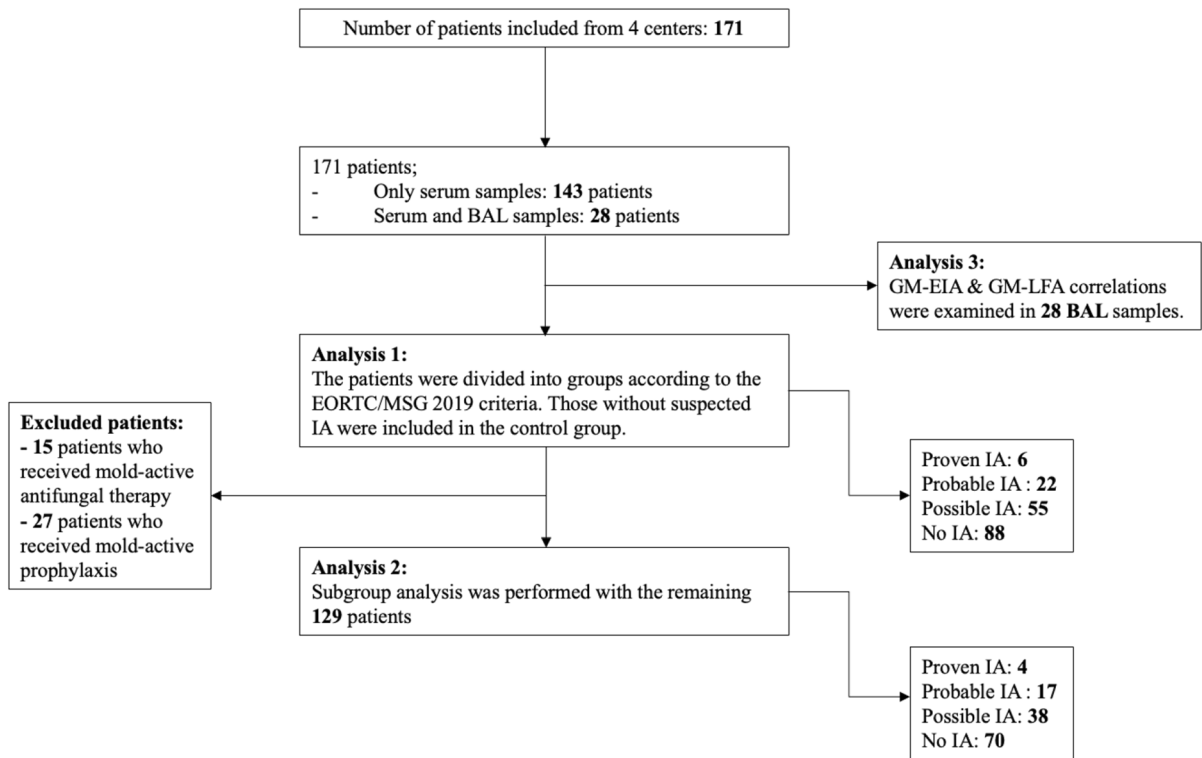 Number of patients included from 4 centers: 171
171 patients;
- Only serum samples: 143 patients
- Serum and BAL samples: 28 patients
Analysis 3:
GM-EIA & GM-LFA correlations
were examined in 28 BAL samples.
Analysis 1:
The patients were divided into groups according to the
EORTC/MSG 2019 criteria. Those without suspected
IA were included in the control group.
Excluded patients:
- 15 patients who
received mold-active
antifungal therapy
- 27 patients who
received mold-active
prophylaxis
Proven IA: 6
Probable IA : 22
Possible IA: 55
No IA: 88
Analysis 2:
Subgroup analysis was performed with the remaining
129 patients
Proven IA: 4
Probable IA : 17
Possible IA: 38
No IA: 70